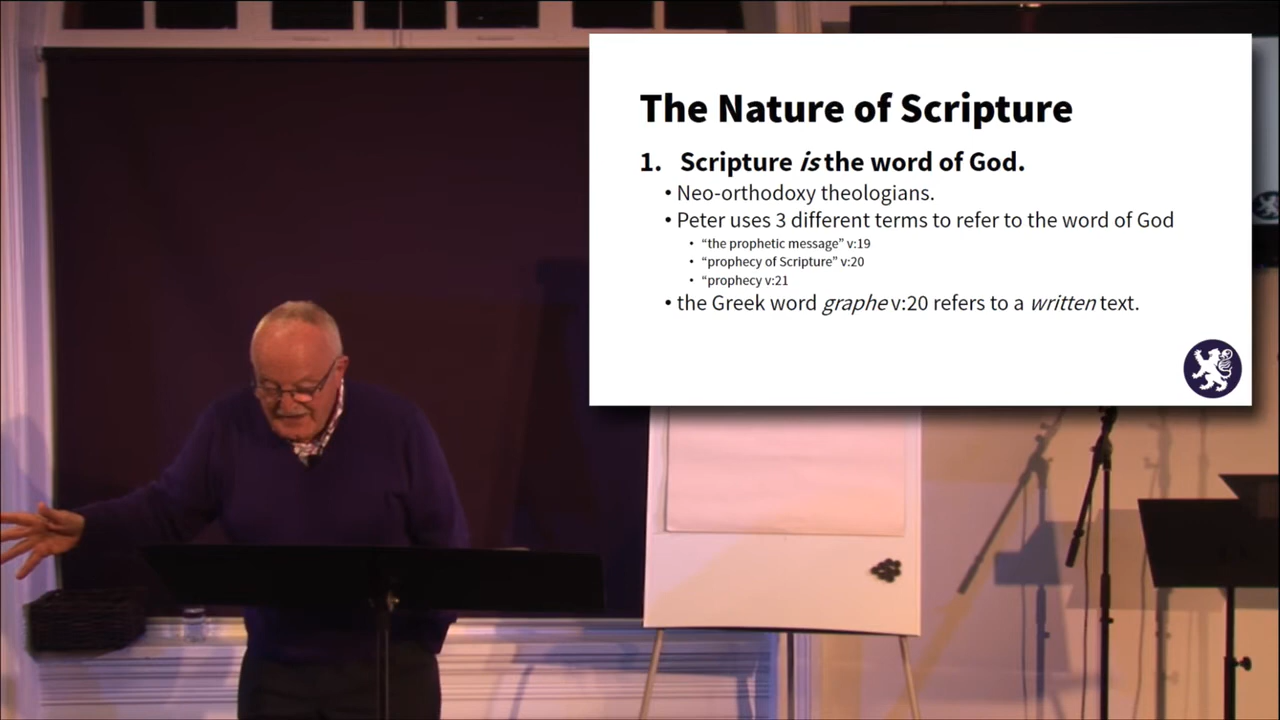 The Nature of Scripture
1. Scripture is the word of God.
• Neo-orthodoxy theologians.
• Peter uses 3 different terms to refer to the word of God
• “the prophetic message” v:19
• “prophecy of Scripture” v:20
• “prophecy v:21
• the Greek word graphe v:20 refers to a written text.